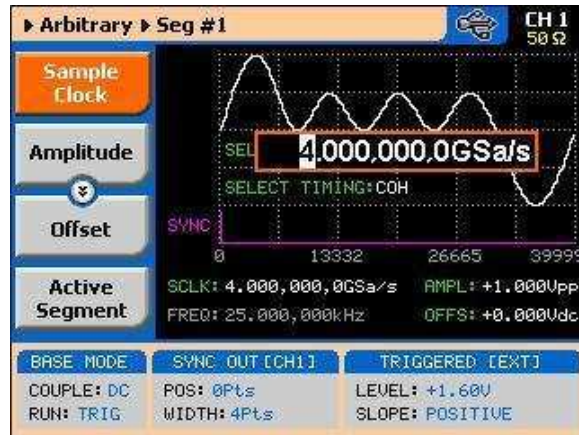 Arbitrary Seg #1
CH 1
50 Ω
Sample
Clock
Amplitude
Offset
Active
Segment
SEL
4.000,000,0GSa/s
SELECT TIMING:COH
SYNC
0 13332 26665 39999
SCLK: 4.000,000,0GSa/s AMPL: +1.000Vpp
FREQ: 25.000,000kHz OFFS: +0.000Vdc
BASE MODE
COUPLE: DC
RUN: TRIG
SYNC OUT [CH1]
POS: 0Pts
WIDTH: 4Pts
TRIGGERED [EXT]
LEVEL: +1.60V
SLOPE: POSITIVE